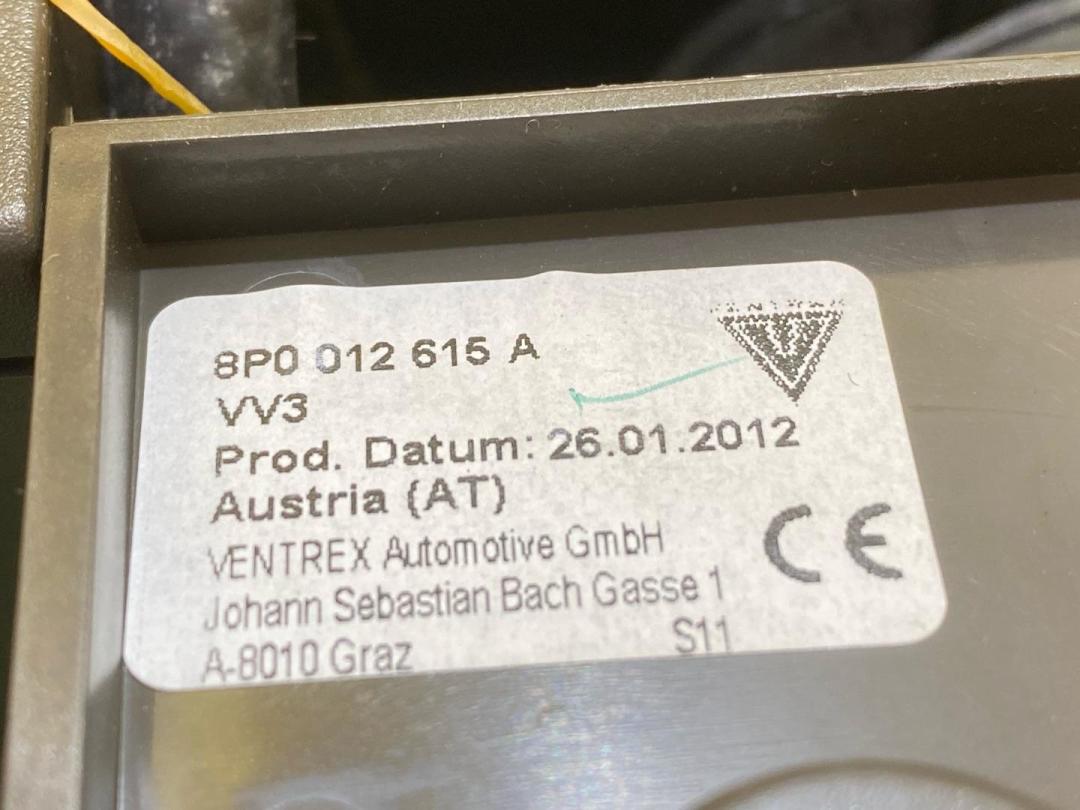 8P0 012 615 A
VV3
Prod. Datum: 26.01.2012
Austria (AT)
VENTREX Automotive GmbH
Johann Sebastian Bach Gasse 1
A-8010 Graz S11
CE